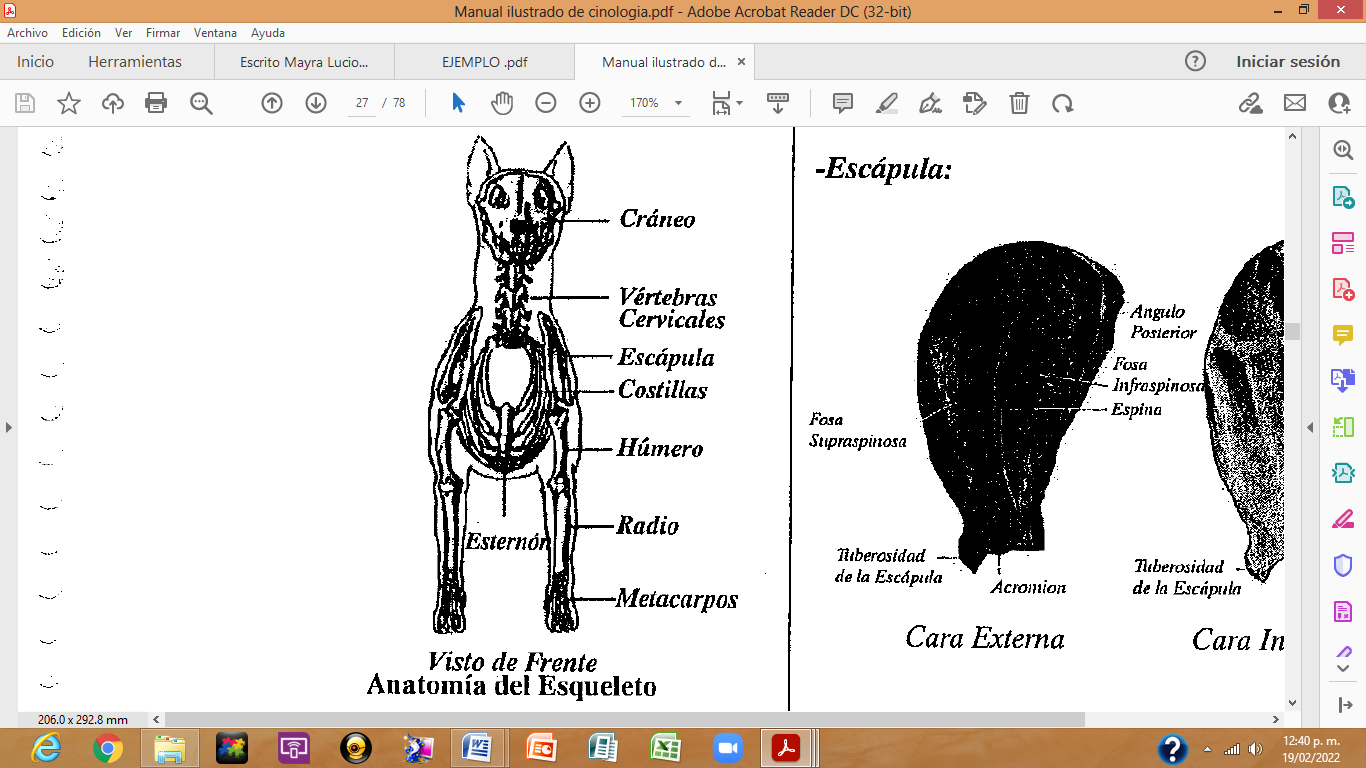 Manual ilustrado de cinologia.pdf - Adobe Acrobat Reader DC (32-bit)
Archivo Edición Ver Firmar Ventana Ayuda
Inicio Herramientas Escrito Mayra Lucio... EJEMPLO .pdf Manual ilustrado d... × Iniciar sesión
27 / 78 170%
Cráneo
Vértebras
Cervicales
Escápula
Costillas
Húmero
Radio
Esternón
Metacarpos
Visto de Frente
Anatomía del Esqueleto
-Escápula:
Angulo
Posterior
Fosa
Infraspinosa
Espina
Fosa
Supraspinosa
Tuberosidad
de la Escápula
Acromion
Cara Externa
Tuberosidad
de la Escápula
Cara In
206.0 x 292.8 mm
12:40 p. m.
19/02/2022